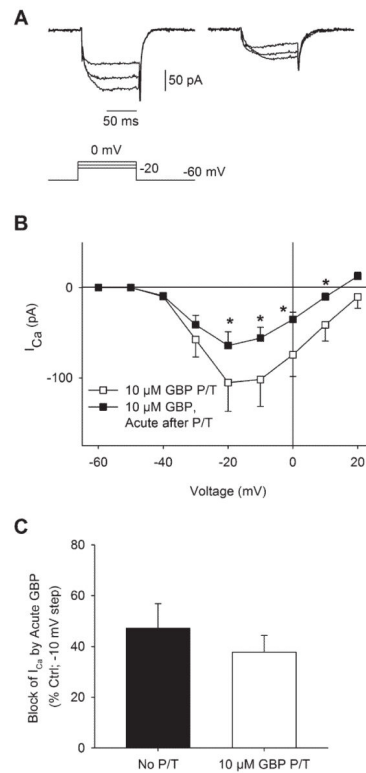 A
50 pA
50 ms
0 mV
-20
-60 mV
B
I_Ca (pA)
0
-100
*
*
*
*
10 µM GBP P/T
10 µM GBP,
Acute after P/T
-60
-40
-20
0
20
Voltage (mV)
C
Block of I_Ca by Acute GBP
(% Ctrl; -10 mV step)
80
60
40
20
0
No P/T
10 µM GBP P/T